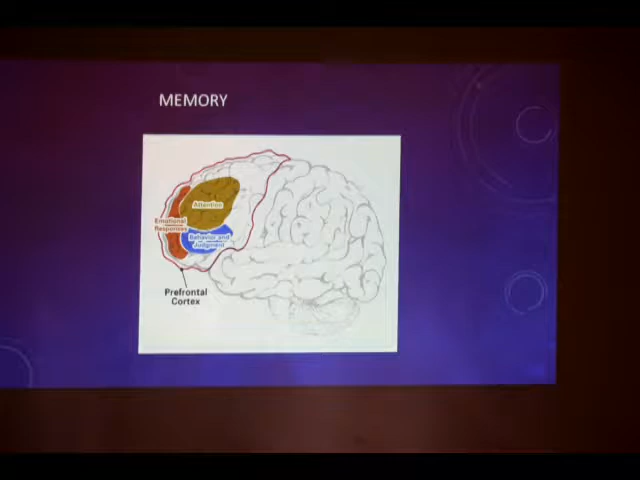 MEMORY
Attention
Emotional
Responses
Behavior and
Judgment
Prefrontal
Cortex